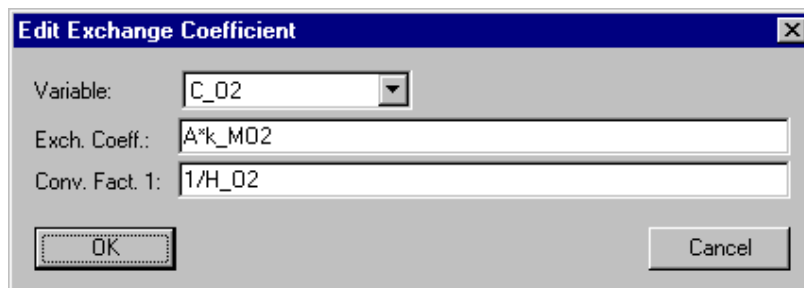 Edit Exchange Coefficient
Variable: C_O2
Exch. Coeff.: A*k_MO2
Conv. Fact. 1: 1/H_O2
OK Cancel